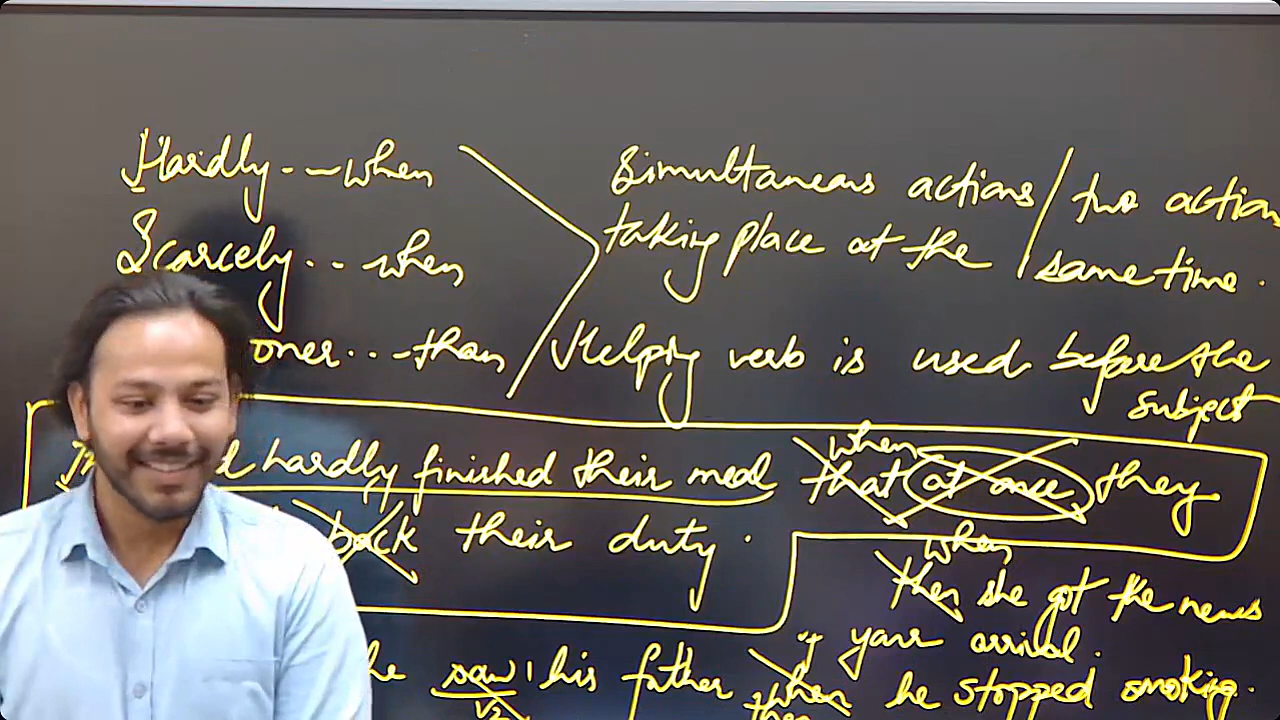 Hardly - - when
Scarcely . . when
oner . . . than
Simultaneous actions / two action
taking place at the / same time .
Helping verb is used before the
subject
when
hardly finished their meal that at once they
back their duty .
when
then she got the news
of your arrival .
he saw his father when he stopped smoking .
V2
then